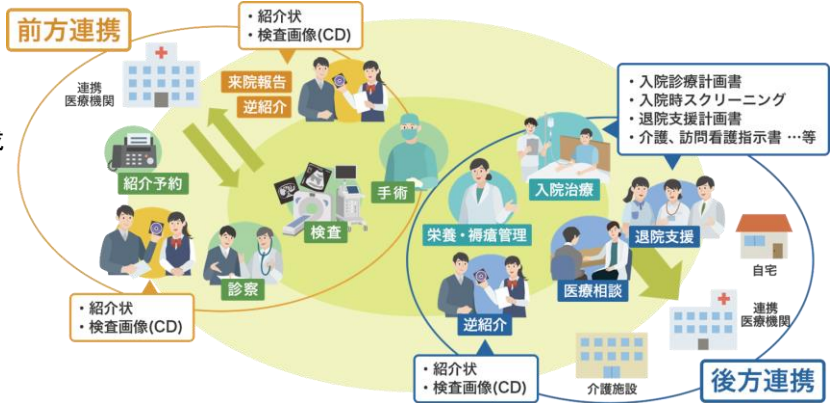 前方連携
・紹介状
・検査画像(CD)
連携
医療機関
来院報告
逆紹介
紹介予約
・紹介状
・検査画像(CD)
診察
検査
手術
・入院診療計画書
・入院時スクリーニング
・退院支援計画書
・介護、訪問看護指示書 …等
入院治療
栄養・褥瘡管理
退院支援
医療相談
逆紹介
・紹介状
・検査画像(CD)
自宅
連携
医療機関
介護施設
後方連携